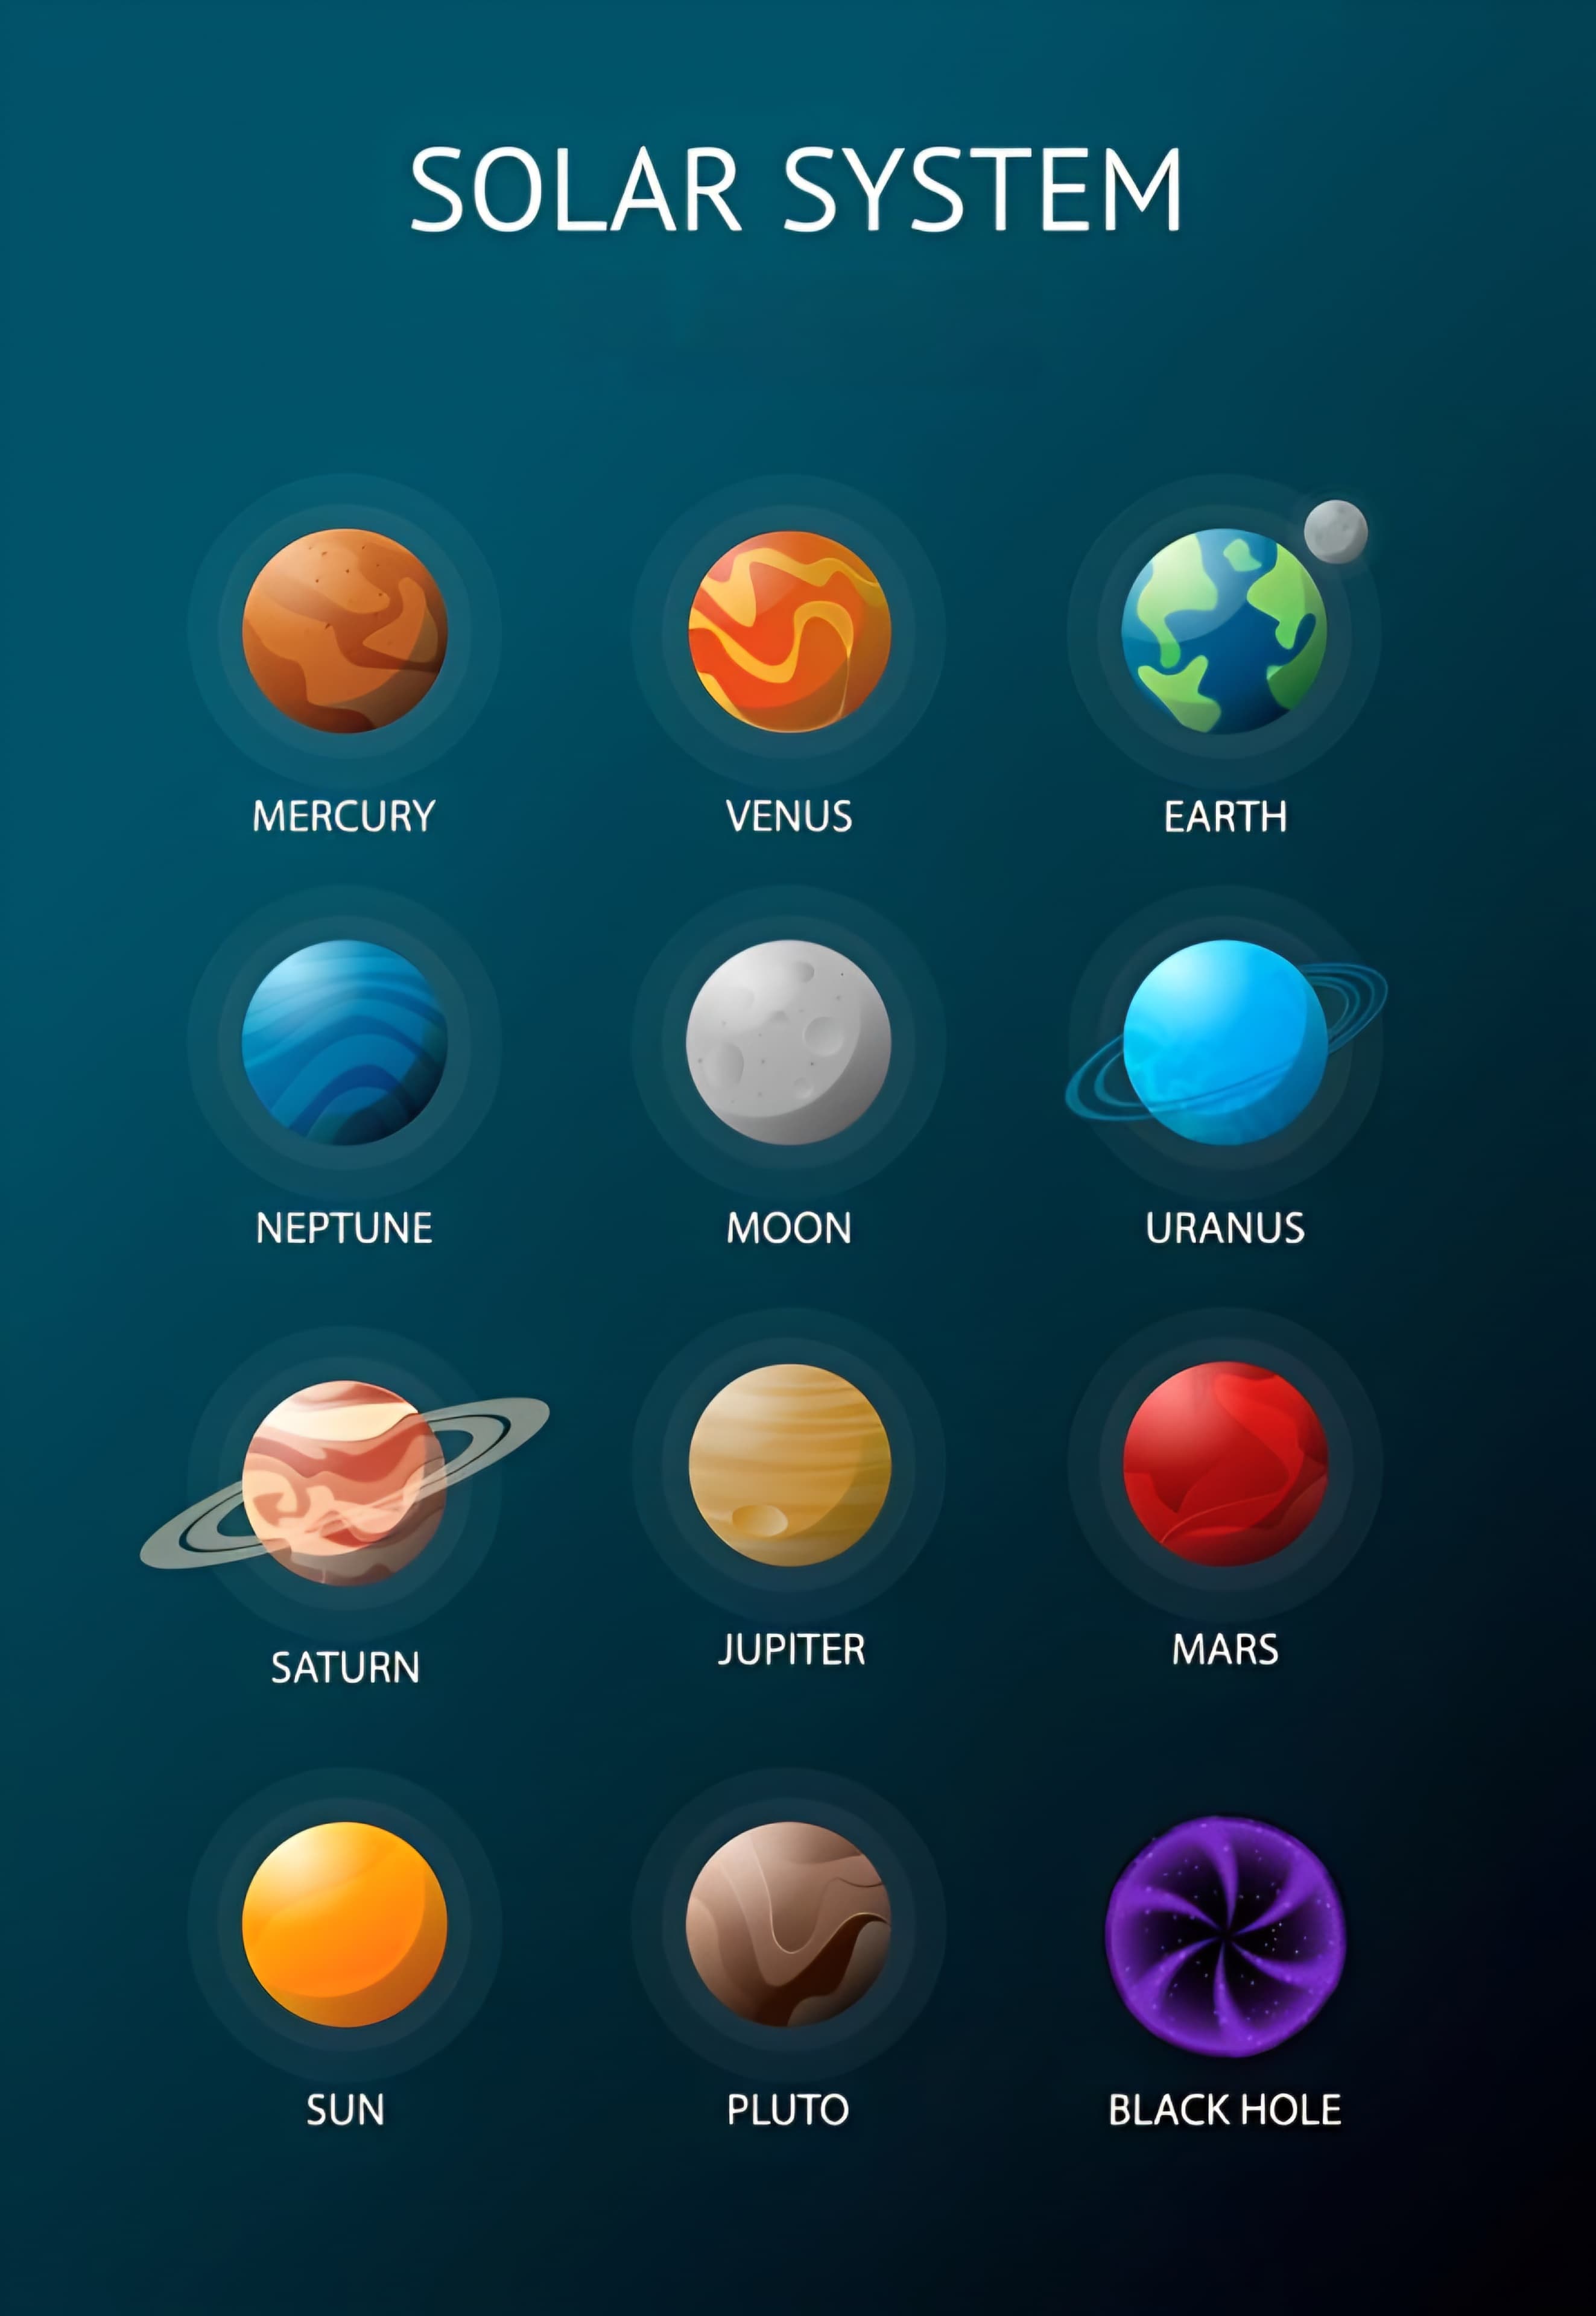 SOLAR SYSTEM
MERCURY
VENUS
EARTH
NEPTUNE
MOON
URANUS
SATURN
JUPITER
MARS
SUN
PLUTO
BLACK HOLE